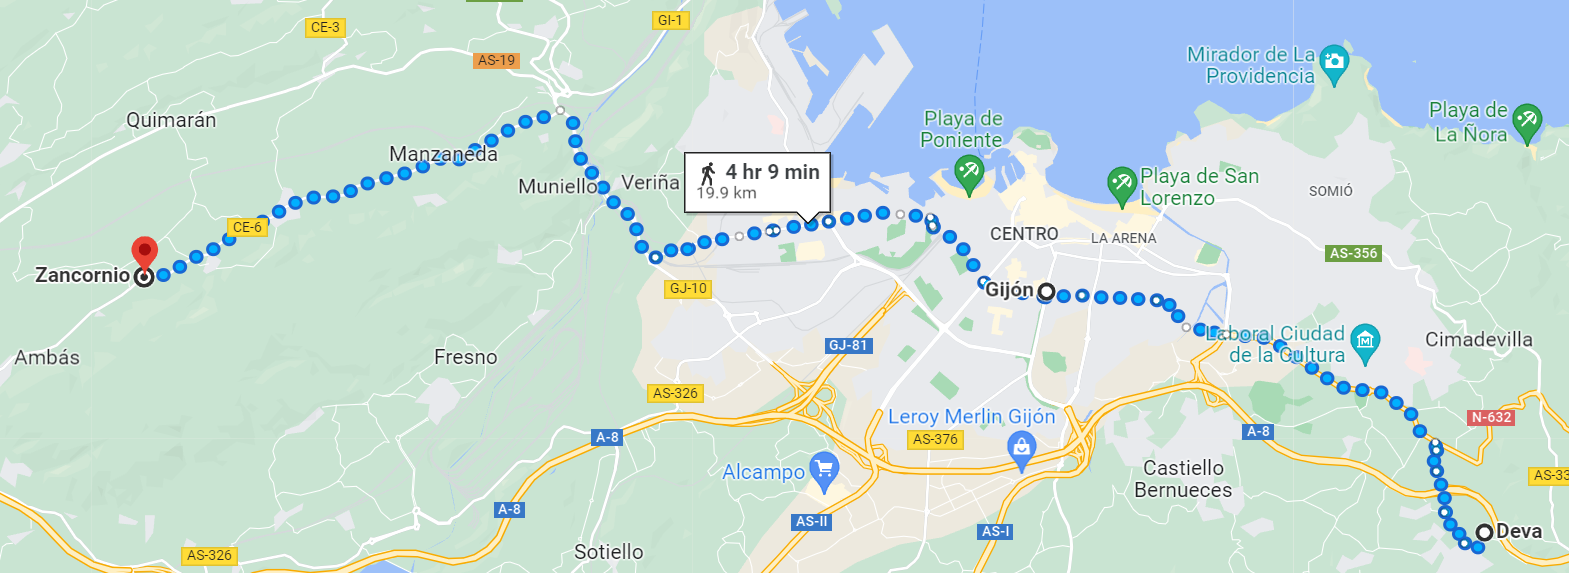 CE-3
GI-1
AS-19
Mirador de La
Providencia
Playa de
La Ñora
Quimarán
Playa de
Poniente
Manzaneda
4 hr 9 min
19.9 km
Muniello
Veriña
Playa de San
Lorenzo
SOMIÓ
CE-6
CENTRO
LA ARENA
AS-356
Zancornio
GJ-10
Gijón
Ambás
Fresno
GJ-81
Laboral Ciudad
de la Cultura
Cimadevilla
AS-326
Leroy Merlin Gijón
N-632
A-8
AS-376
A-8
Alcampo
Castiello
Bernueces
AS-33
A-8
AS-II
AS-I
Deva
AS-326
Sotiello